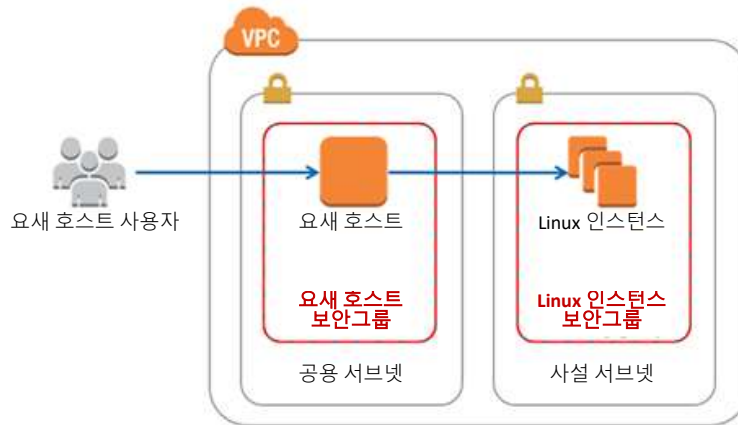 VPC
요새 호스트 사용자
요새 호스트
Linux 인스턴스
요새 호스트
보안그룹
Linux 인스턴스
보안그룹
공용 서브넷
사설 서브넷